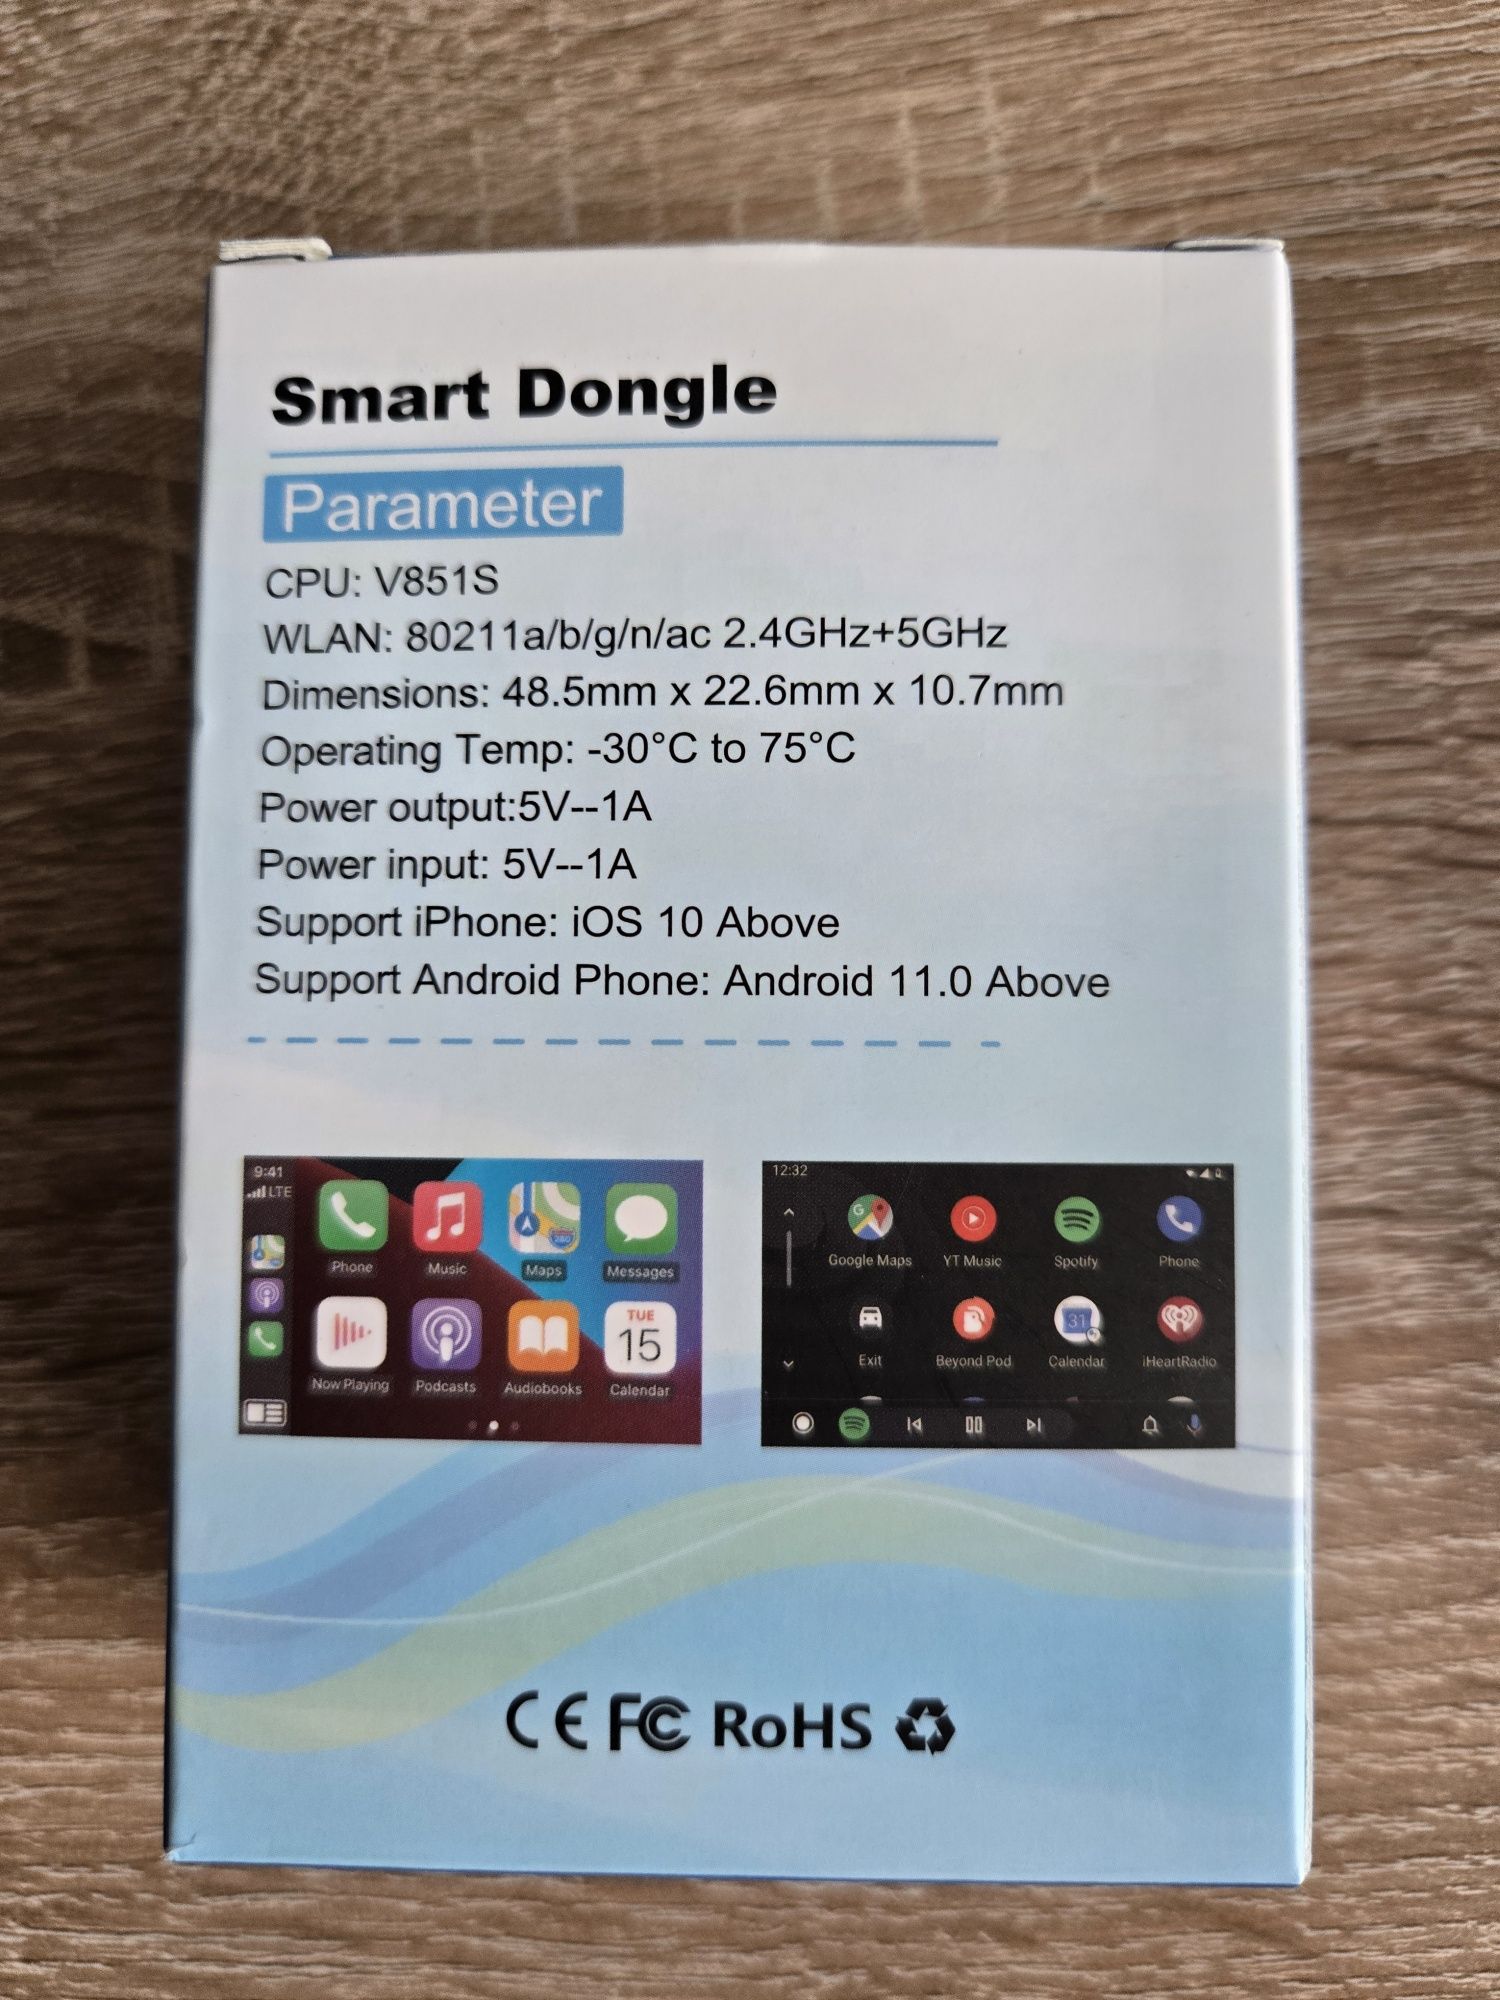 Smart Dongle
Parameter
CPU: V851S
WLAN: 80211a/b/g/n/ac 2.4GHz+5GHz
Dimensions: 48.5mm x 22.6mm x 10.7mm
Operating Temp: -30°C to 75°C
Power output:5V--1A
Power input: 5V--1A
Support iPhone: iOS 10 Above
Support Android Phone: Android 11.0 Above
9:41
LTE
Phone Music Maps Messages
280
TUE
15
Now Playing Podcasts Audiobooks Calendar
12:32
G
Google Maps YT Music Spotify Phone
31
Exit Beyond Pod Calendar iHeartRadio
CE FC RoHS